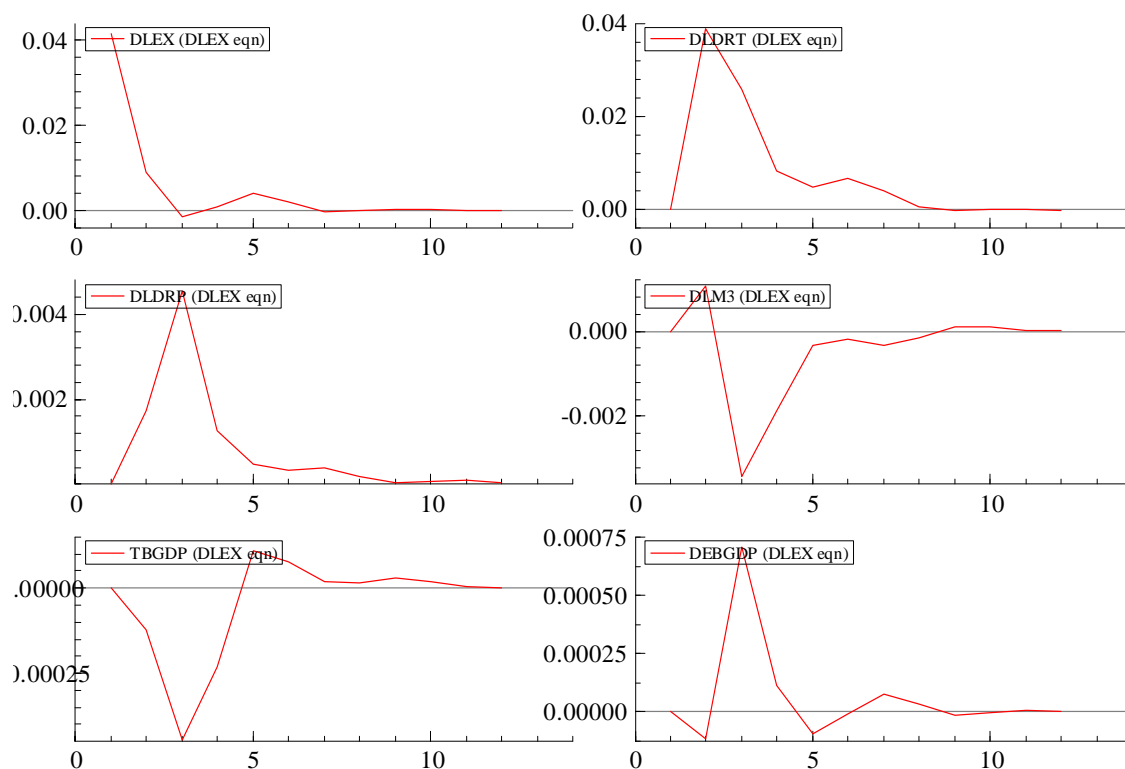 DLEX (DLEX eqn)
0.04
0.02
0.00
0 5 10
DLDRT (DLEX eqn)
0.04
0.02
0.00
0 5 10
DLDRP (DLEX eqn)
0.004
0.002
0 5 10
DLM3 (DLEX eqn)
0.000
-0.002
0 5 10
TBGDP (DLEX eqn)
.00000
0.00025
0 5 10
DEBGDP (DLEX eqn)
0.00075
0.00050
0.00025
0.00000
0 5 10